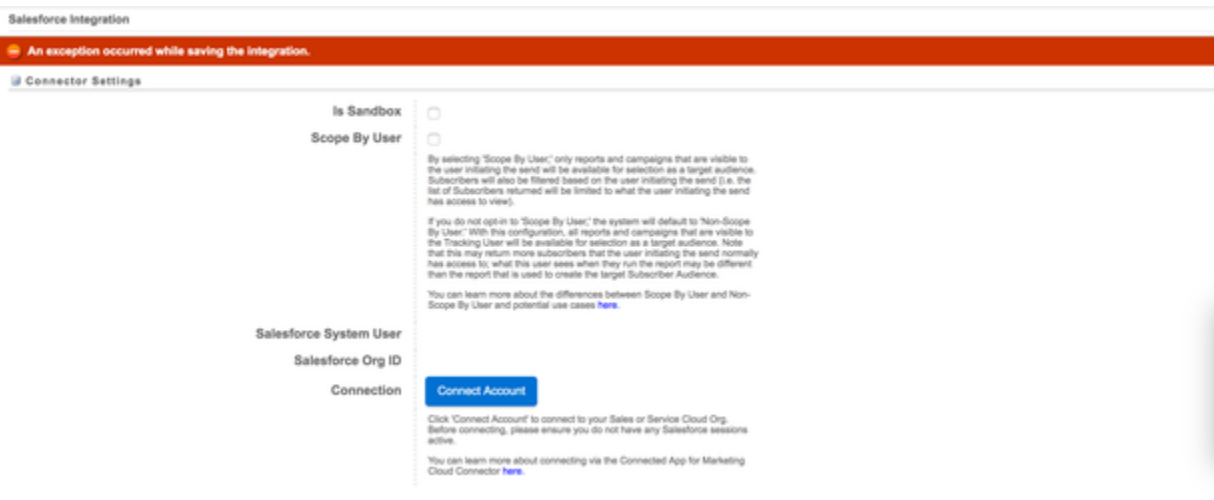 Salesforce Integration
An exception occurred while saving the integration.
Connector Settings
Is Sandbox
Scope By User
By selecting 'Scope By User,' only reports and campaigns that are visible to
the user initiating the send will be available for selection as a target audience.
Subscribers will also be filtered based on the user initiating the send (i.e. the
list of Subscribers returned will be limited to what the user initiating the send
has access to view).
If you do not opt-in to 'Scope By User,' the system will default to 'Non-Scope
By User.' With this configuration, all reports and campaigns that are visible to
the Tracking User will be available for selection as a target audience. Note
that this may return more subscribers that the user initiating the send normally
has access to; what this user sees when they run the report may be different
than the report that is used to create the target Subscriber Audience.
You can learn more about the differences between Scope By User and Non-
Scope By User and potential use cases here.
Salesforce System User
Salesforce Org ID
Connection
Connect Account
Click 'Connect Account' to connect to your Sales or Service Cloud Org.
Before connecting, please ensure you do not have any Salesforce sessions
active.
You can learn more about connecting via the Connected App for Marketing
Cloud Connector here.